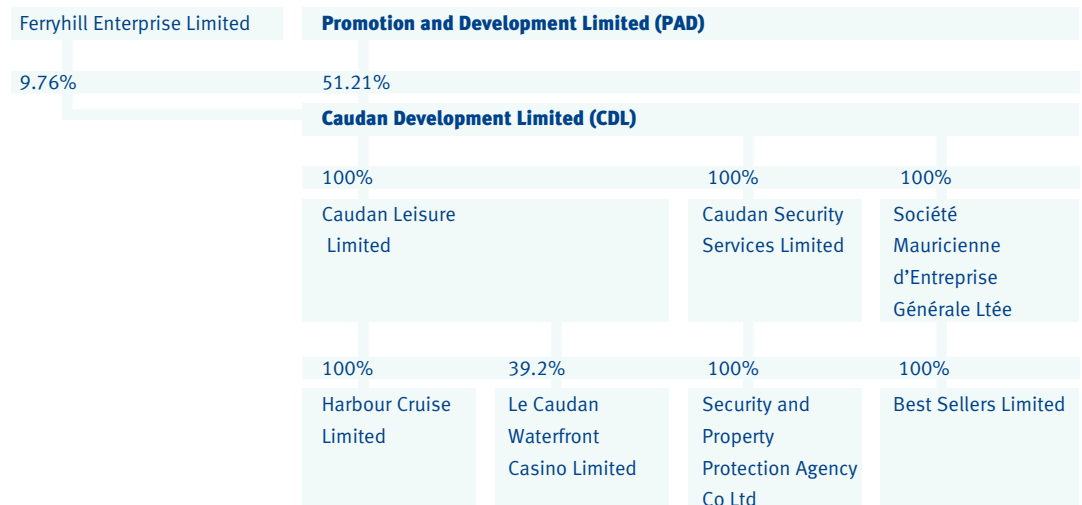 Ferryhill Enterprise Limited
Promotion and Development Limited (PAD)
9.76%
51.21%
Caudan Development Limited (CDL)
100%
100%
100%
Caudan Leisure
Limited
Caudan Security
Services Limited
Société
Mauricienne
d’Entreprise
Générale Ltée
100%
39.2%
100%
100%
Harbour Cruise
Limited
Le Caudan
Waterfront
Casino Limited
Security and
Property
Protection Agency
Co Ltd
Best Sellers Limited